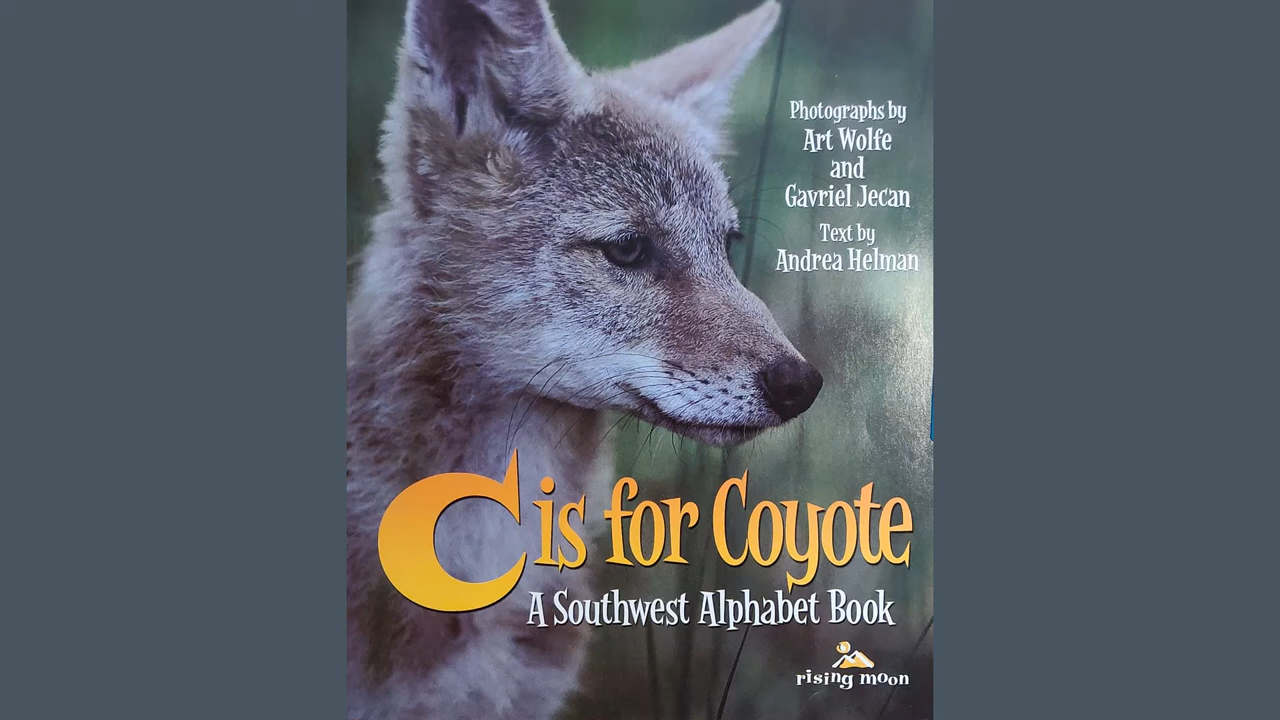 Photographs by
Art Wolfe
and
Gavriel Jecan
Text by
Andrea Helman
C is for Coyote
A Southwest Alphabet Book
rising moon